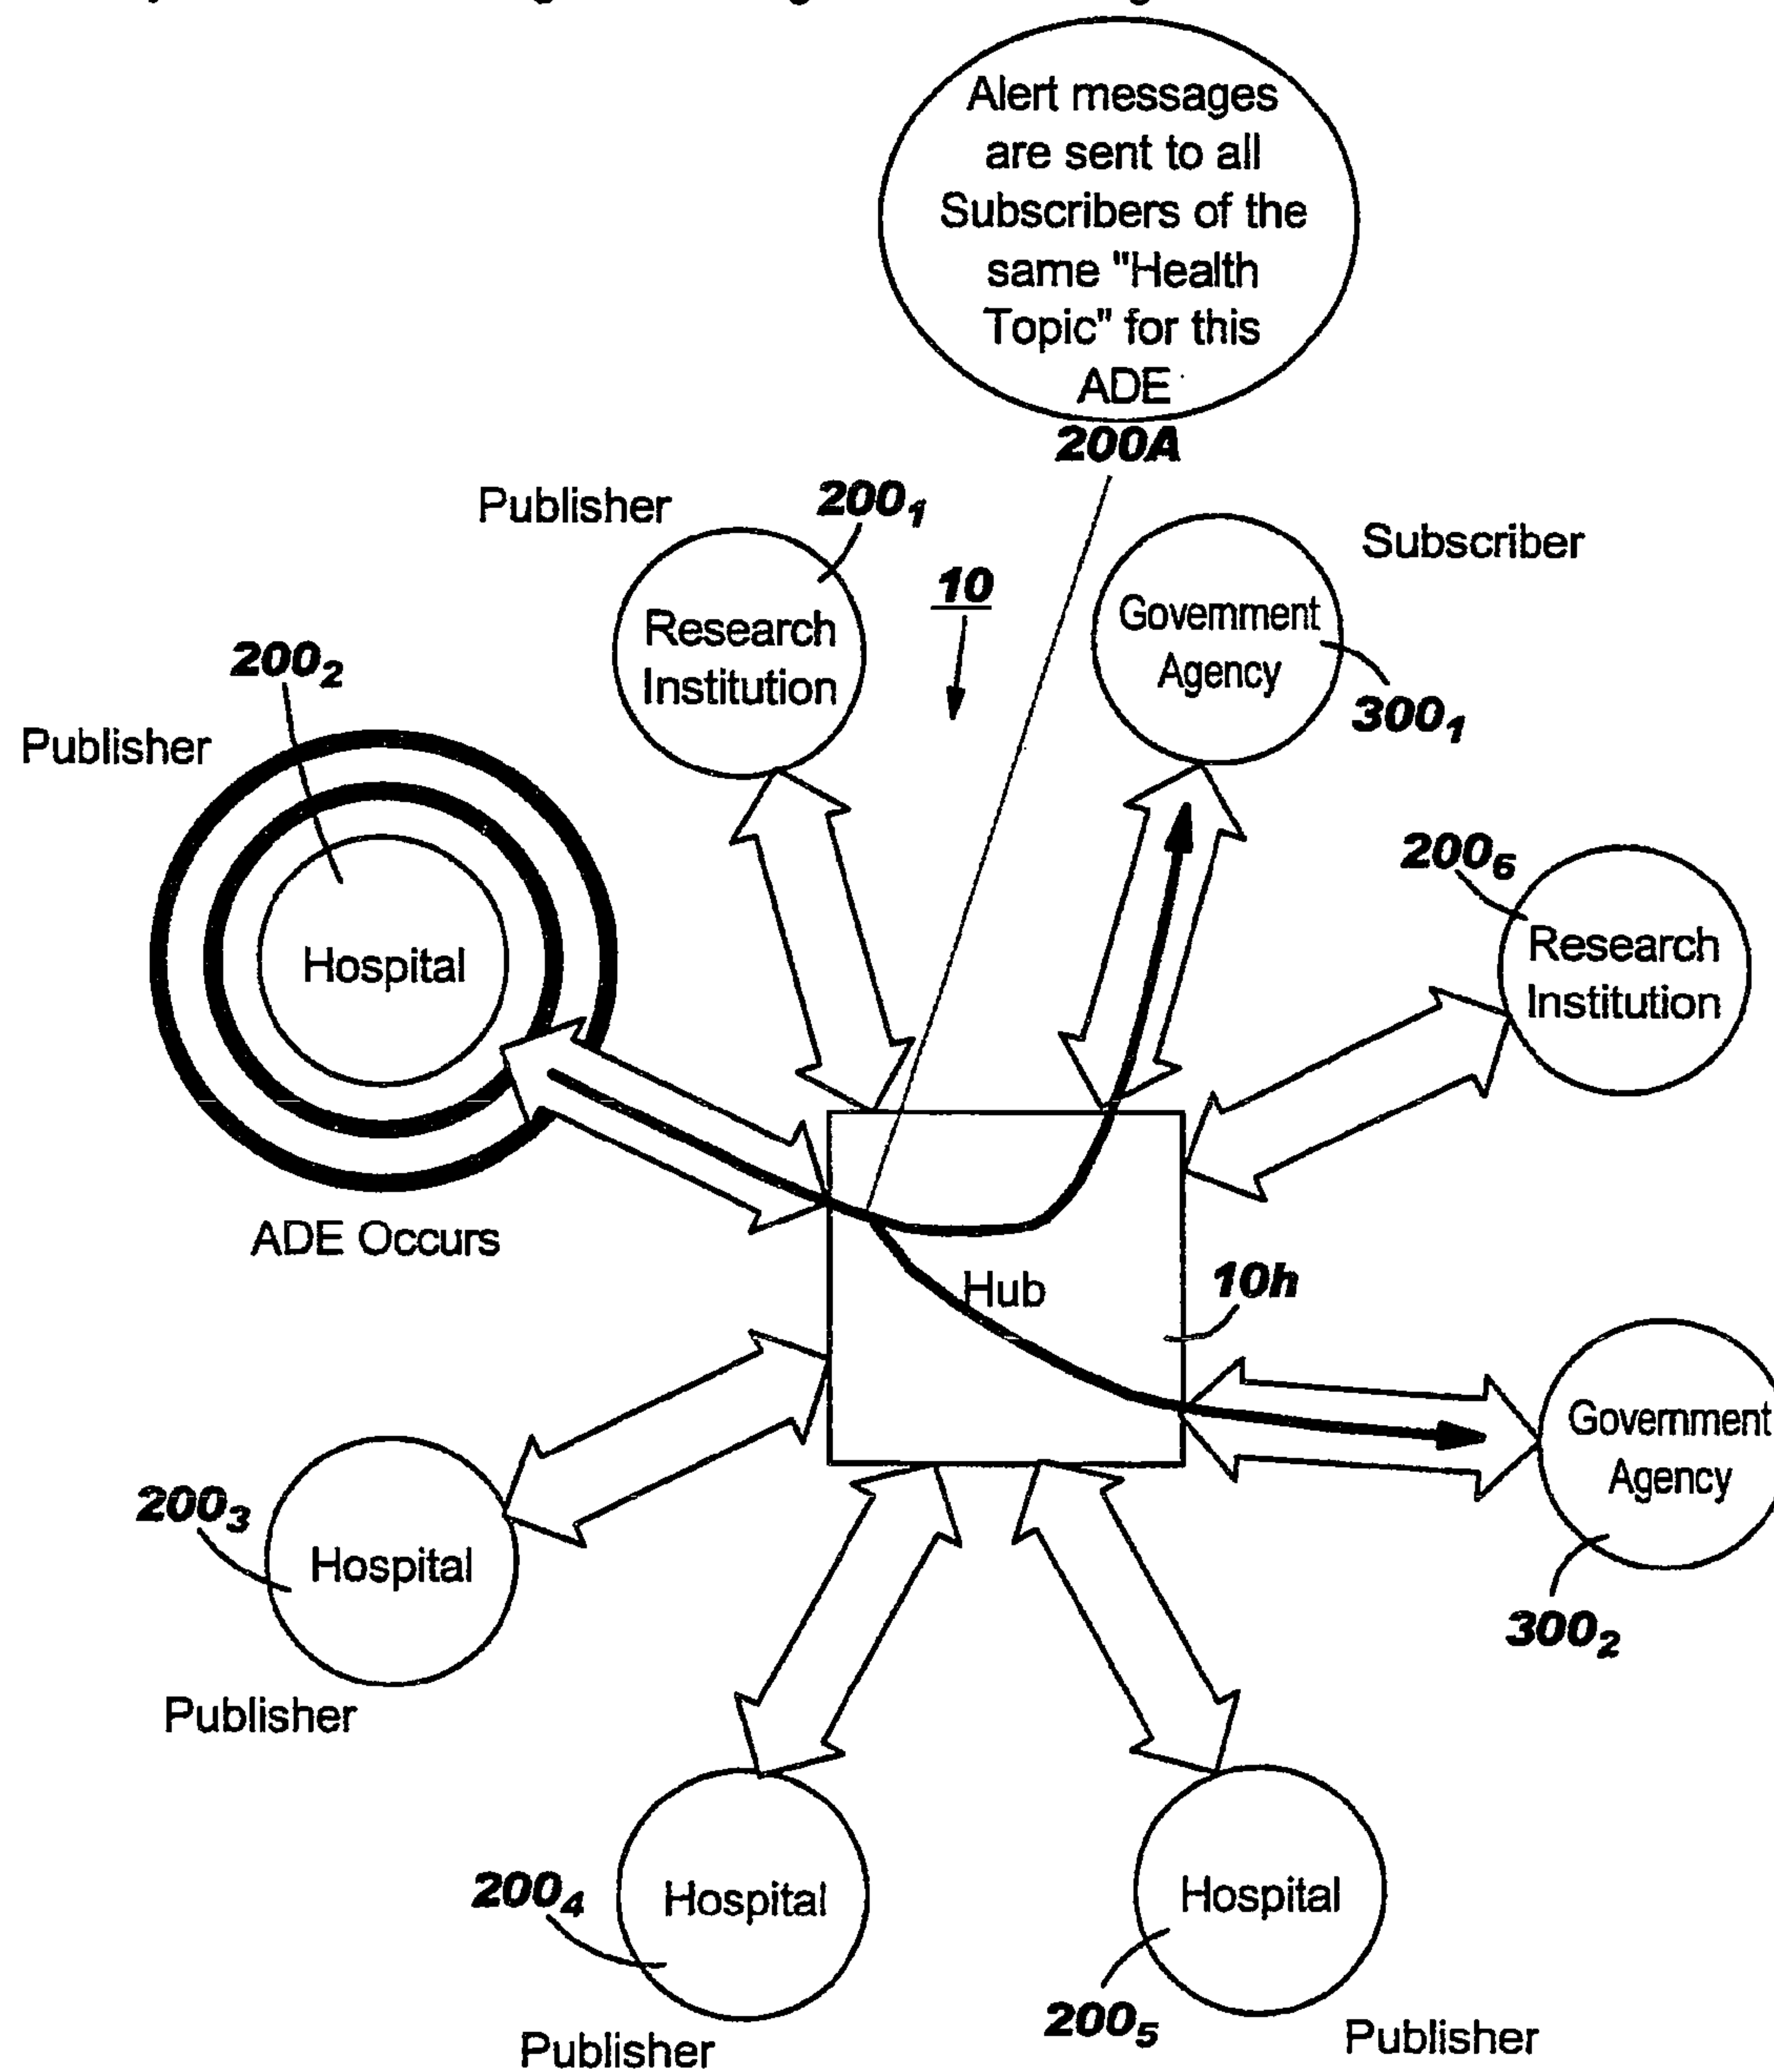 Alert messages
are sent to all
Subscribers of the
same "Health
Topic" for this
ADE
200A
Publisher
200₁
Research
Institution
10
Subscriber
Government
Agency
300₁
200₂
Publisher
Hospital
ADE Occurs
200₆
Research
Institution
Hub
10h
Government
Agency
300₂
200₃
Hospital
Publisher
200₄
Hospital
Publisher
Hospital
200₅
Publisher